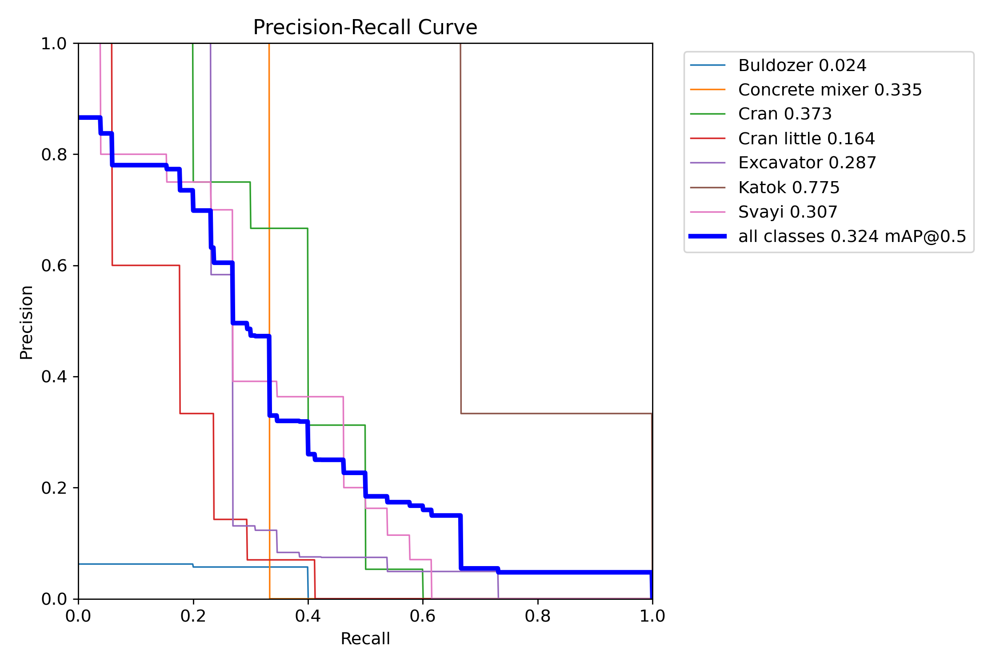 Precision-Recall Curve
1.0
0.8
0.6
0.4
0.2
0.0
Precision
0.0 0.2 0.4 0.6 0.8 1.0
Recall
Buldozer 0.024
Concrete mixer 0.335
Cran 0.373
Cran little 0.164
Excavator 0.287
Katok 0.775
Svayi 0.307
all classes 0.324 mAP@0.5